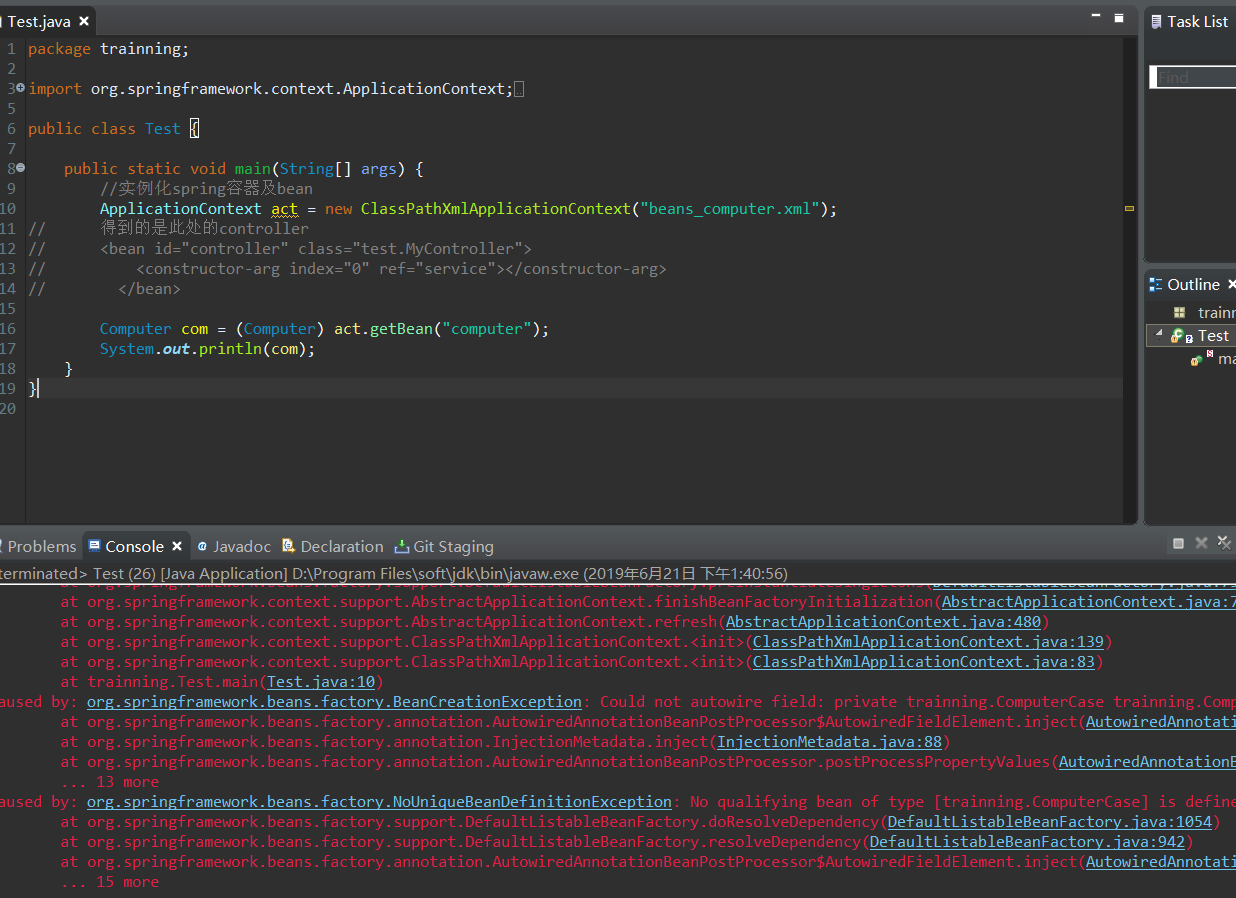 Test.java
Task List
1 package trainning;
2
Find
3 import org.springframework.context.ApplicationContext;
5
6 public class Test {
7
8 public static void main(String[] args) {
9 //实例化spring容器及bean
10 ApplicationContext act = new ClassPathXmlApplicationContext("beans_computer.xml");
11 // 得到的是此处的controller
12 // <bean id="controller" class="test.MyController">
13 // <constructor-arg index="0" ref="service"></constructor-arg>
14 // </bean>
15
16 Computer com = (Computer) act.getBean("computer");
17 System.out.println(com);
18 }
19 }
20
Outline
trainn
Test
ma
Problems Console @ Javadoc Declaration Git Staging
terminated> Test (26) [Java Application] D:\Program Files\soft\jdk\bin\javaw.exe (2019年6月21日 下午1:40:56)
at org.springframework.context.support.AbstractApplicationContext.finishBeanFactoryInitialization(AbstractApplicationContext.java:7
at org.springframework.context.support.AbstractApplicationContext.refresh(AbstractApplicationContext.java:480)
at org.springframework.context.support.ClassPathXmlApplicationContext.<init>(ClassPathXmlApplicationContext.java:139)
at org.springframework.context.support.ClassPathXmlApplicationContext.<init>(ClassPathXmlApplicationContext.java:83)
at trainning.Test.main(Test.java:10)
aused by: org.springframework.beans.factory.BeanCreationException: Could not autowire field: private trainning.ComputerCase trainning.Comp
at org.springframework.beans.factory.annotation.AutowiredAnnotationBeanPostProcessor$AutowiredFieldElement.inject(AutowiredAnnotati
at org.springframework.beans.factory.annotation.InjectionMetadata.inject(InjectionMetadata.java:88)
at org.springframework.beans.factory.annotation.AutowiredAnnotationBeanPostProcessor.postProcessPropertyValues(AutowiredAnnotationB
... 13 more
aused by: org.springframework.beans.factory.NoUniqueBeanDefinitionException: No qualifying bean of type [trainning.ComputerCase] is define
at org.springframework.beans.factory.support.DefaultListableBeanFactory.doResolveDependency(DefaultListableBeanFactory.java:1054)
at org.springframework.beans.factory.support.DefaultListableBeanFactory.resolveDependency(DefaultListableBeanFactory.java:942)
at org.springframework.beans.factory.annotation.AutowiredAnnotationBeanPostProcessor$AutowiredFieldElement.inject(AutowiredAnnotati
... 15 more